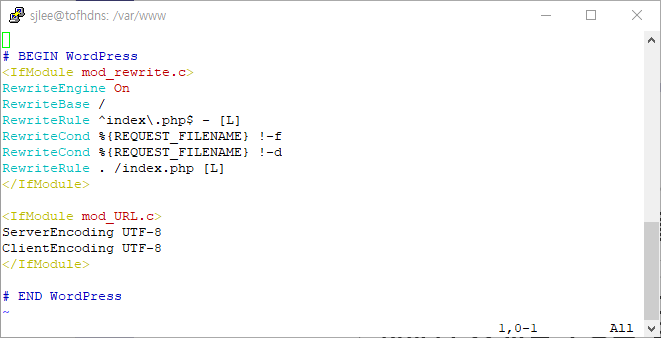 sjlee@tofhdns: /var/www
# BEGIN WordPress
<IfModule mod_rewrite.c>
RewriteEngine On
RewriteBase /
RewriteRule ^index\.php$ - [L]
RewriteCond %{REQUEST_FILENAME} !-f
RewriteCond %{REQUEST_FILENAME} !-d
RewriteRule . /index.php [L]
</IfModule>
<IfModule mod_URL.c>
ServerEncoding UTF-8
ClientEncoding UTF-8
</IfModule>
# END WordPress
~
1,0-1 All